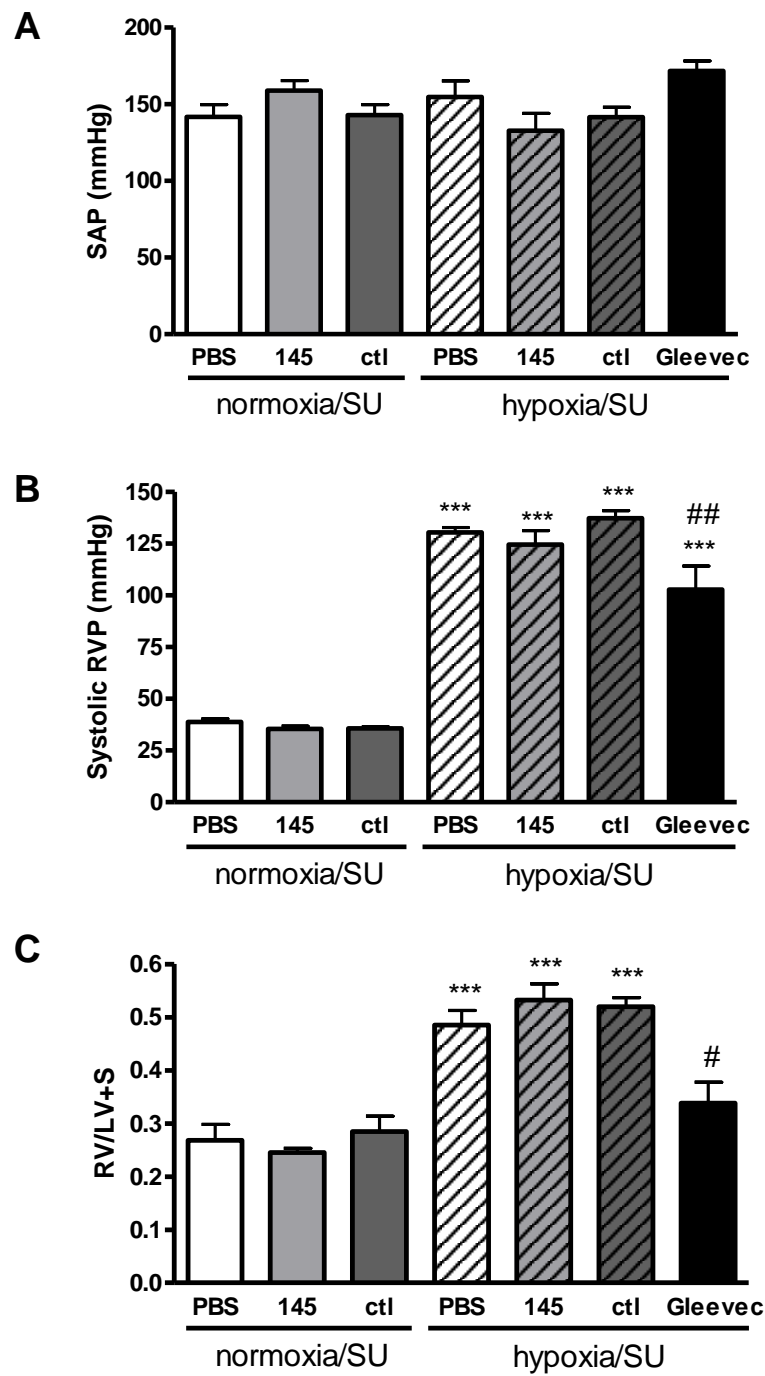 A
SAP (mmHg)
200
150
100
50
0
PBS 145 ctl PBS 145 ctl Gleevec
normoxia/SU hypoxia/SU
B
Systolic RVP (mmHg)
150
125
100
75
50
25
0
*** *** *** ##
***
PBS 145 ctl PBS 145 ctl Gleevec
normoxia/SU hypoxia/SU
C
RV/LV+S
0.6
0.5
0.4
0.3
0.2
0.1
0.0
*** *** *** #
PBS 145 ctl PBS 145 ctl Gleevec
normoxia/SU hypoxia/SU